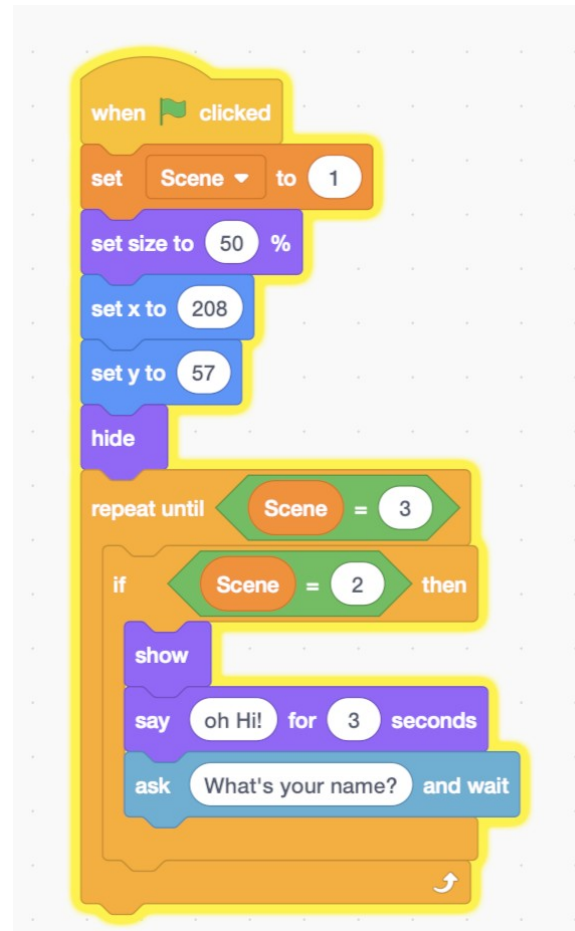 when clicked
set Scene to 1
set size to 50 %
set x to 208
set y to 57
hide
repeat until Scene = 3
if Scene = 2 then
show
say oh Hi! for 3 seconds
ask What's your name? and wait